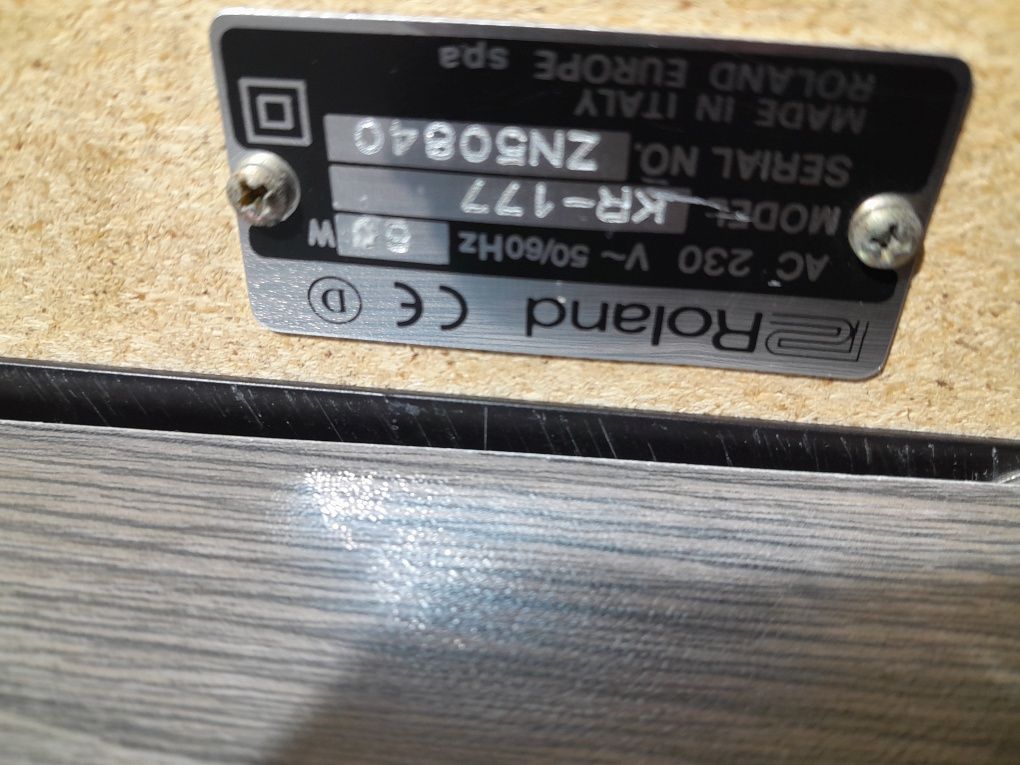 Roland CE D
AC 230 V~ 50/60Hz W
MODEL KR-177
SERIAL NO. ZN50840
MADE IN ITALY
ROLAND EUROPE spa